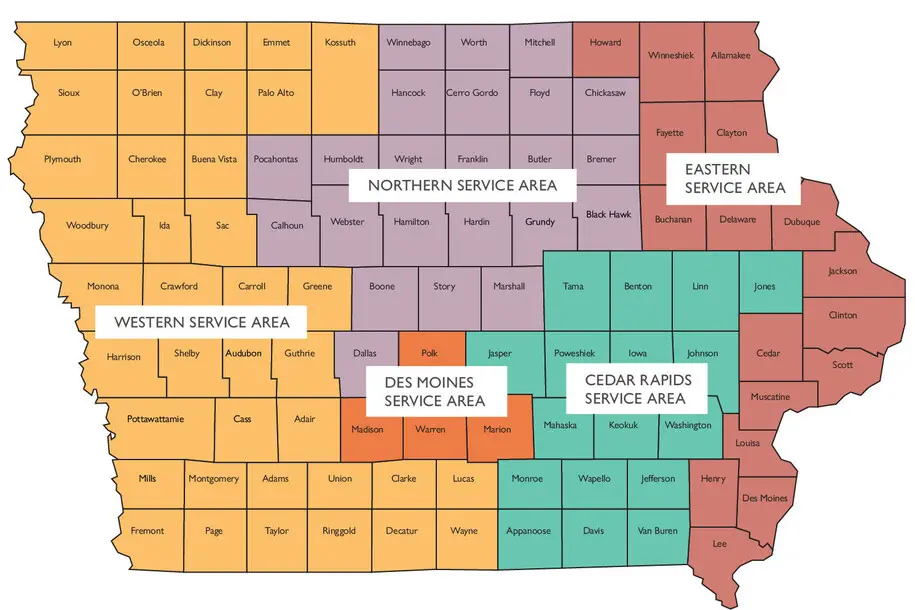 Lyon
Osceola
Dickinson
Emmet
Kossuth
Winnebago
Worth
Mitchell
Howard
Winneshiek
Allamakee
Sioux
O'Brien
Clay
Palo Alto
Hancock
Cerro Gordo
Floyd
Chickasaw
Fayette
Clayton
Plymouth
Cherokee
Buena Vista
Pocahontas
Humboldt
Wright
Franklin
Butler
Bremer
NORTHERN SERVICE AREA
EASTERN
SERVICE AREA
Woodbury
Ida
Sac
Calhoun
Webster
Hamilton
Hardin
Grundy
Black Hawk
Buchanan
Delaware
Dubuque
Monona
Crawford
Carroll
Greene
Boone
Story
Marshall
Tama
Benton
Linn
Jones
Jackson
Clinton
WESTERN SERVICE AREA
Harrison
Shelby
Audubon
Guthrie
Dallas
Polk
Jasper
Poweshiek
Iowa
Johnson
Cedar
Scott
DES MOINES
SERVICE AREA
CEDAR RAPIDS
SERVICE AREA
Muscatine
Pottawattamie
Cass
Adair
Madison
Warren
Marion
Mahaska
Keokuk
Washington
Louisa
Mills
Montgomery
Adams
Union
Clarke
Lucas
Monroe
Wapello
Jefferson
Henry
Des Moines
Fremont
Page
Taylor
Ringgold
Decatur
Wayne
Appanoose
Davis
Van Buren
Lee